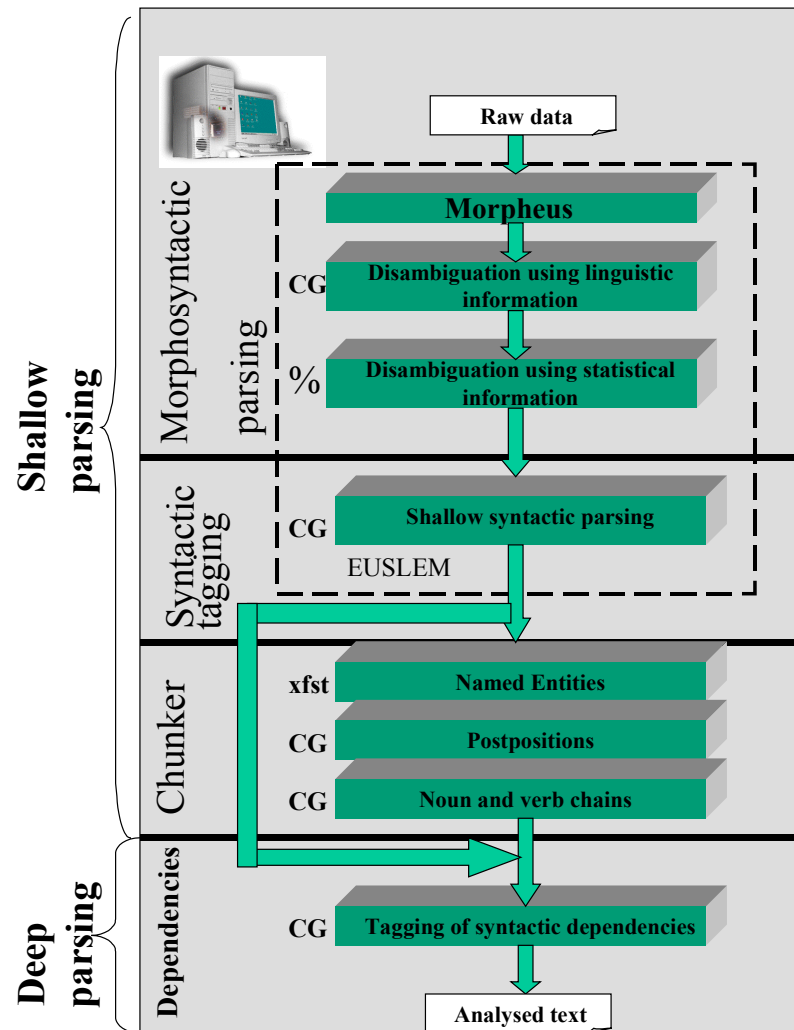 Shallow
parsing
Deep
parsing
Morphosyntactic
parsing
Syntactic
tagging
Chunker
Dependencies
Raw data
Morpheus
CG
Disambiguation using linguistic
information
%
Disambiguation using statistical
information
CG
Shallow syntactic parsing
EUSLEM
xfst
Named Entities
CG
Postpositions
CG
Noun and verb chains
CG
Tagging of syntactic dependencies
Analysed text